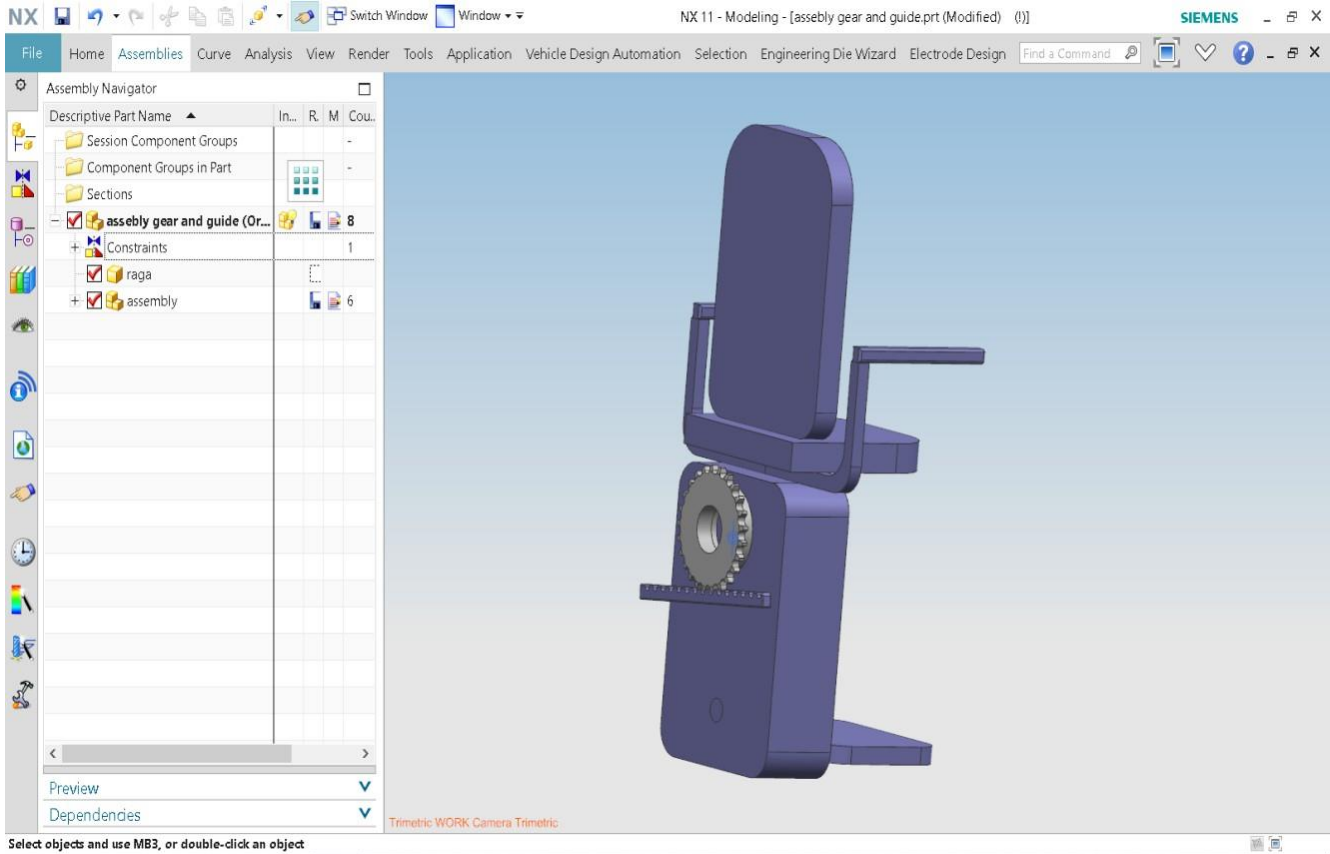 NX Switch Window Window NX 11 - Modeling - [assebly gear and guide.prt (Modified) (!)] SIEMENS
File Home Assemblies Curve Analysis View Render Tools Application Vehicle Design Automation Selection Engineering Die Wizard Electrode Design Find a Command
Assembly Navigator
Descriptive Part Name In... R. M Cou..
Session Component Groups -
Component Groups in Part -
Sections
assebly gear and guide (Or... 8
Constraints 1
raga
assembly 6
Preview
Dependencies
Trimetric WORK Camera Trimetric
Select objects and use MB3, or double-click an object